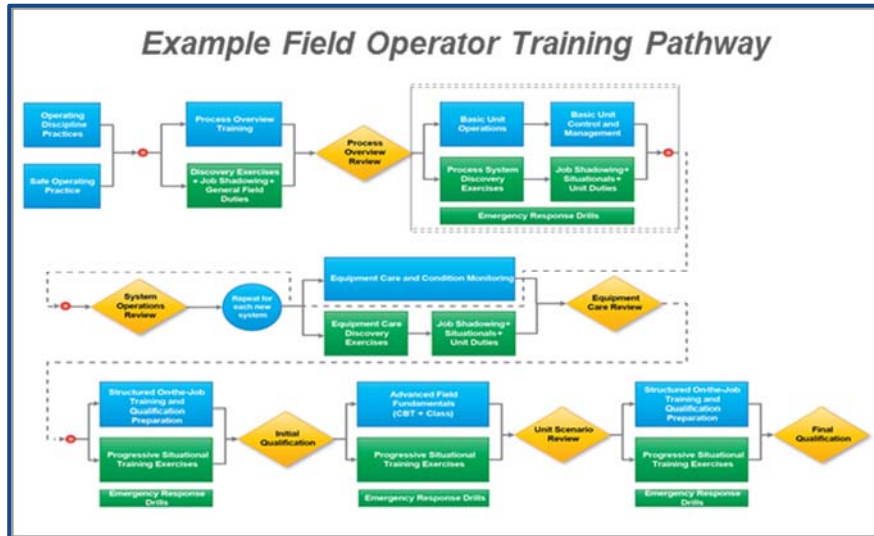 Example Field Operator Training Pathway
Operating
Discipline
Practices
Safe Operating
Practice
Process Overview
Training
Discovery Exercises
+ Job Shadowing +
General Field
Duties
Process
Overview
Review
Basic Unit
Operations
Basic Unit
Control and
Management
Process System
Discovery
Exercises
Job Shadowing+
Situationals+
Unit Duties
Emergency Response Drills
System
Operations
Review
Repeat for
each new
system
Equipment Care and Condition Monitoring
Equipment Care
Discovery
Exercises
Job Shadowing+
Situationals+
Unit Duties
Equipment
Care Review
Structured On-the-Job
Training and
Qualification
Preparation
Progressive Situational
Training Exercises
Emergency Response
Drills
Initial
Qualification
Advanced Field
Fundamentals
(CBT + Class)
Progressive Situational
Training Exercises
Emergency Response Drills
Unit Scenario
Review
Structured On-the-Job
Training and
Qualification
Preparation
Progressive Situational
Training Exercises
Emergency Response
Drills
Final
Qualification